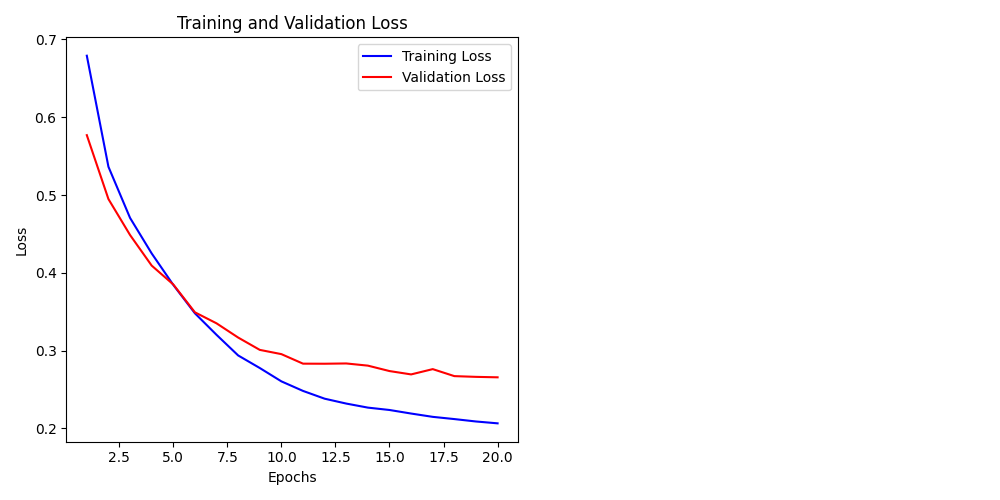 Training and Validation Loss
Training Loss
Validation Loss
Loss
0.7
0.6
0.5
0.4
0.3
0.2
2.5 5.0 7.5 10.0 12.5 15.0 17.5 20.0
Epochs